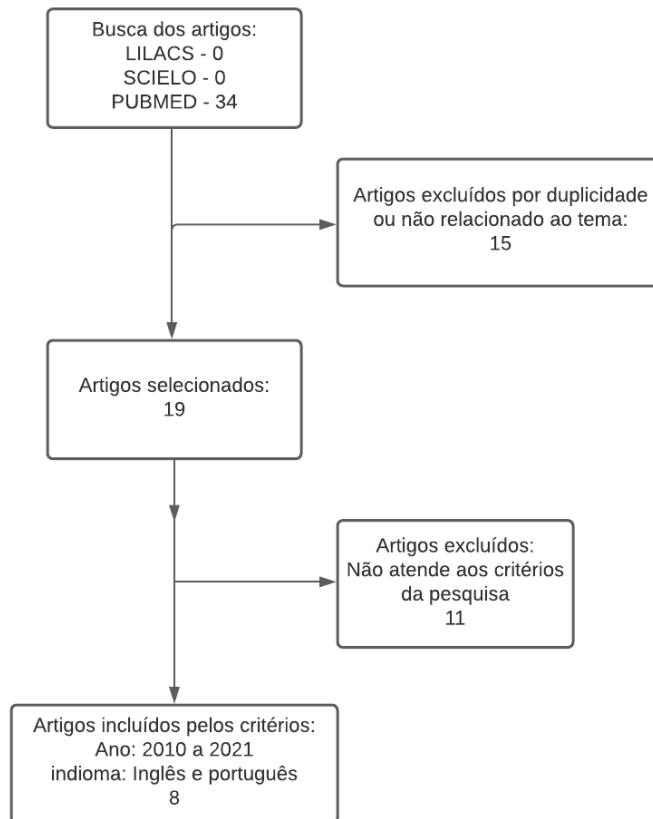 Busca dos artigos:
LILACS - 0
SCIELO - 0
PUBMED - 34
Artigos excluídos por duplicidade
ou não relacionado ao tema:
15
Artigos selecionados:
19
Artigos excluídos:
Não atende aos critérios
da pesquisa
11
Artigos incluídos pelos critérios:
Ano: 2010 a 2021
indioma: Inglês e português
8